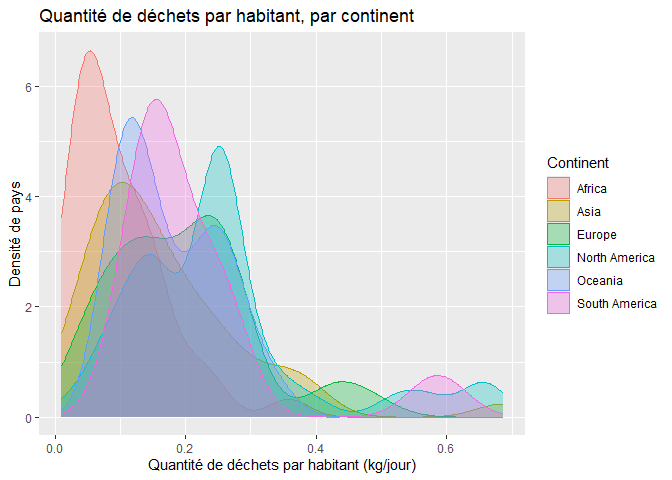 Quantité de déchets par habitant, par continent
Densité de pays
6
4
2
0
0.0
0.2
0.4
0.6
Quantité de déchets par habitant (kg/jour)
Continent
Africa
Asia
Europe
North America
Oceania
South America